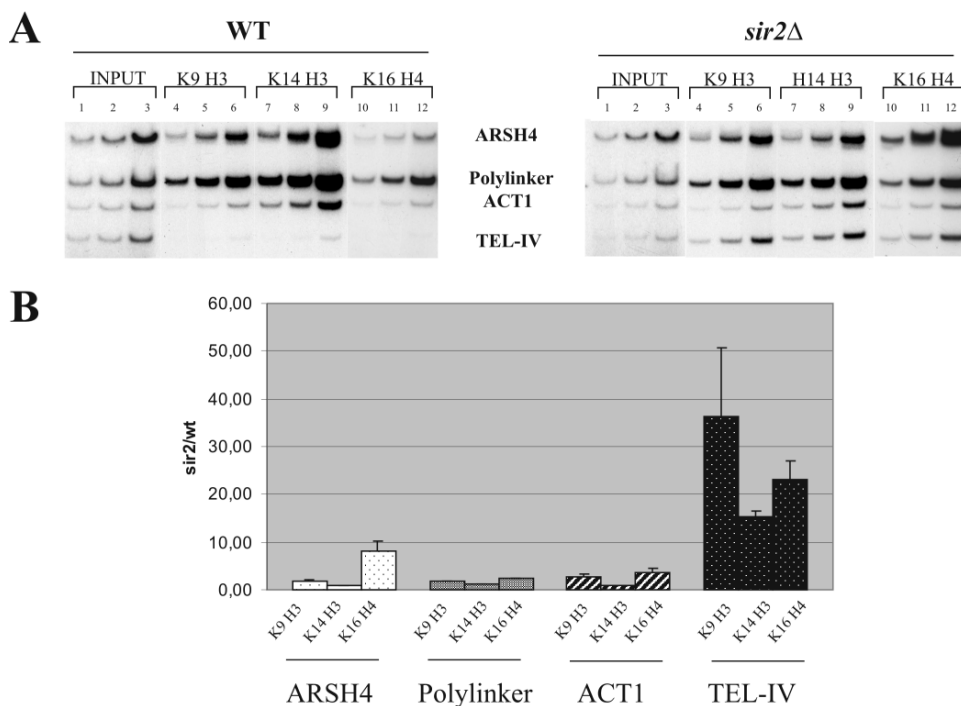 A
WT
sir2Δ
INPUT K9 H3 K14 H3 K16 H4
INPUT K9 H3 H14 H3 K16 H4
1 2 3 4 5 6 7 8 9 10 11 12
1 2 3 4 5 6 7 8 9 10 11 12
ARSH4
Polylinker
ACT1
TEL-IV
B
60,00
50,00
40,00
30,00
20,00
10,00
0,00
sir2/wt
K9 H3 K14 H3 K16 H4 K9 H3 K14 H3 K16 H4 K9 H3 K14 H3 K16 H4 K9 H3 K14 H3 K16 H4
ARSH4 Polylinker ACT1 TEL-IV